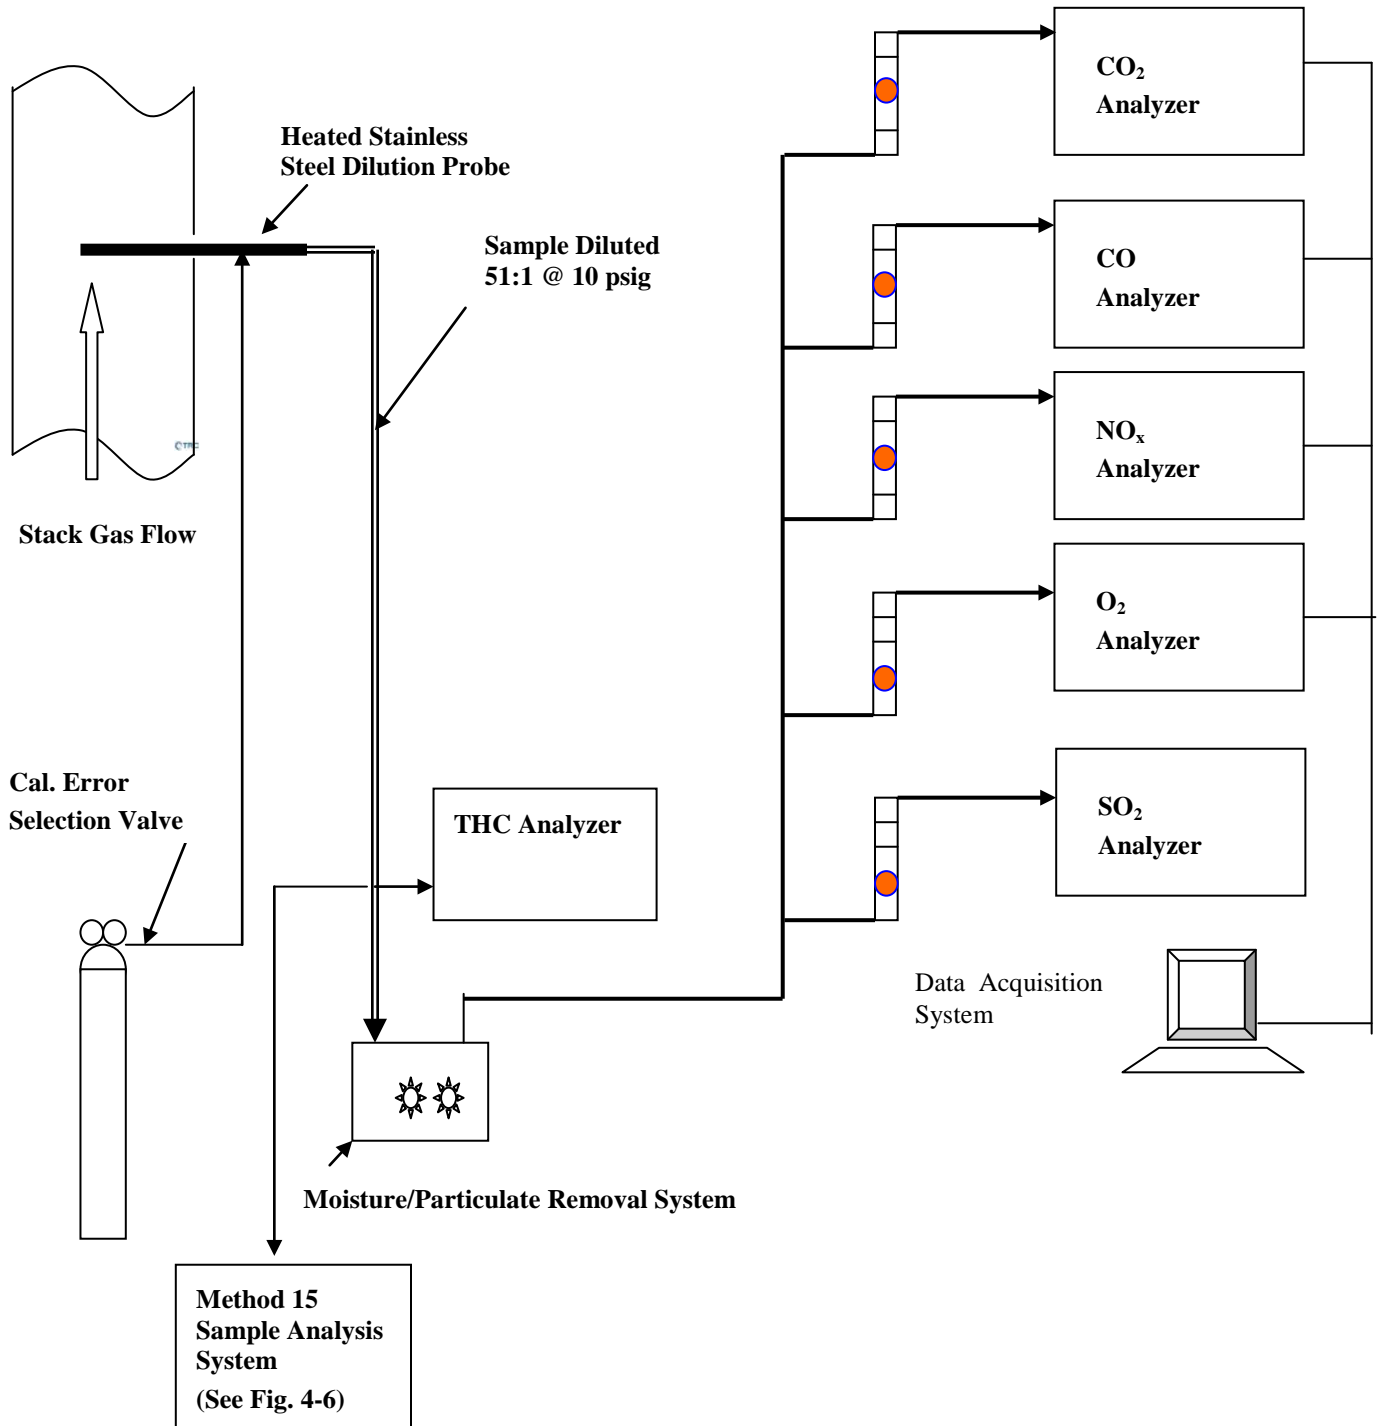 CO2
Analyzer
Heated Stainless
Steel Dilution Probe
Sample Diluted
51:1 @ 10 psig
CO
Analyzer
NOx
Analyzer
TRC
Stack Gas Flow
O2
Analyzer
Cal. Error
Selection Valve
THC Analyzer
SO2
Analyzer
Data Acquisition
System
Moisture/Particulate Removal System
Method 15
Sample Analysis
System
(See Fig. 4-6)